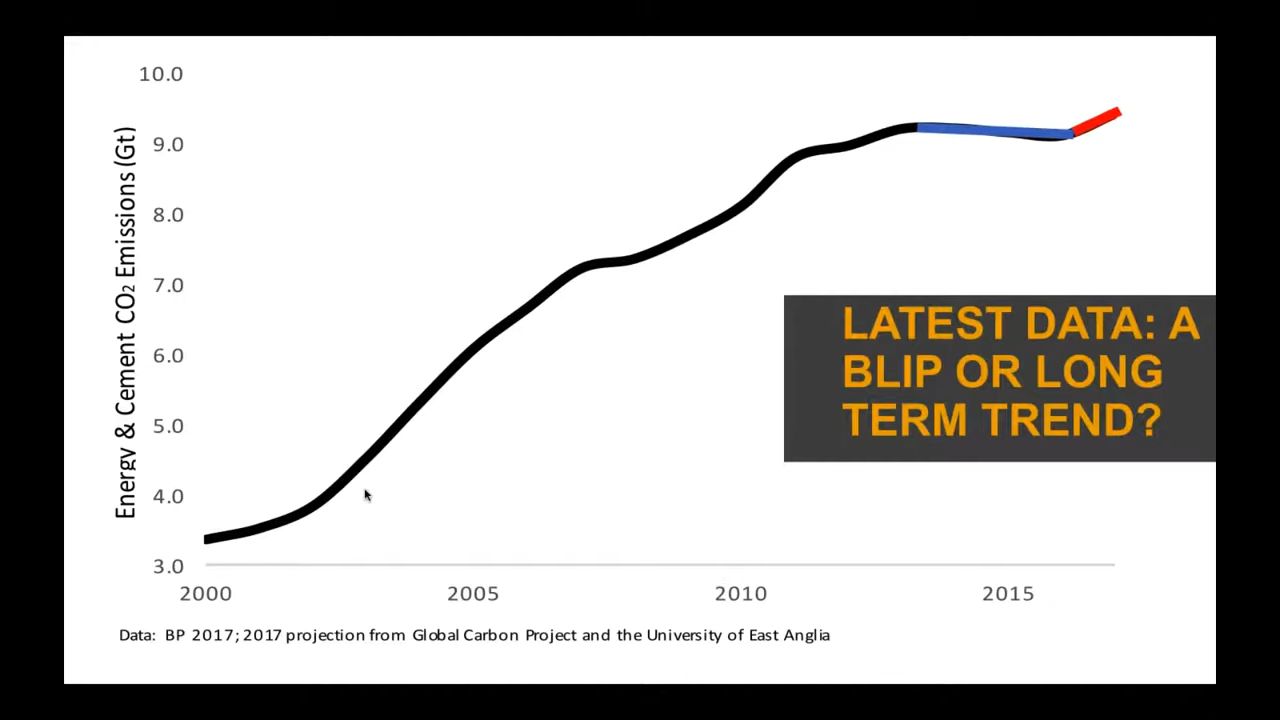 10.0
9.0
8.0
7.0
6.0
5.0
4.0
3.0
Energy & Cement CO₂ Emissions (Gt)
LATEST DATA: A
BLIP OR LONG
TERM TREND?
2000 2005 2010 2015
Data: BP 2017; 2017 projection from Global Carbon Project and the University of East Anglia